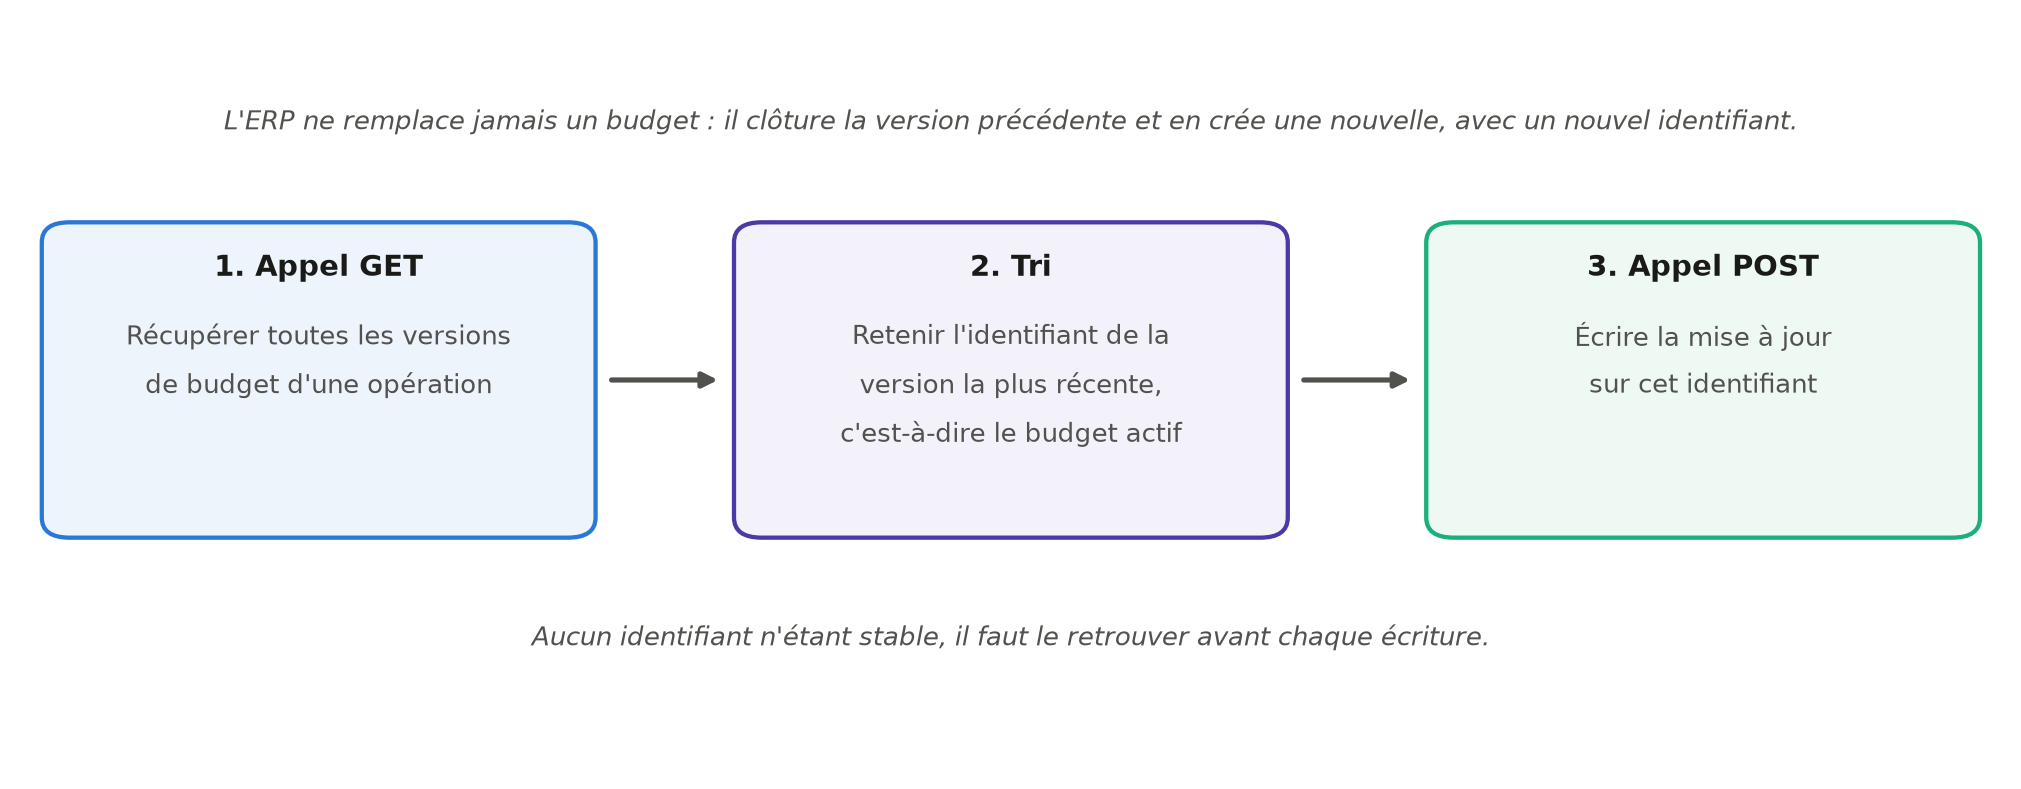 L'ERP ne remplace jamais un budget : il clôture la version précédente et en crée une nouvelle, avec un nouvel identifiant.
1. Appel GET
Récupérer toutes les versions
de budget d'une opération
2. Tri
Retenir l'identifiant de la
version la plus récente,
c'est-à-dire le budget actif
3. Appel POST
Écrire la mise à jour
sur cet identifiant
Aucun identifiant n'étant stable, il faut le retrouver avant chaque écriture.